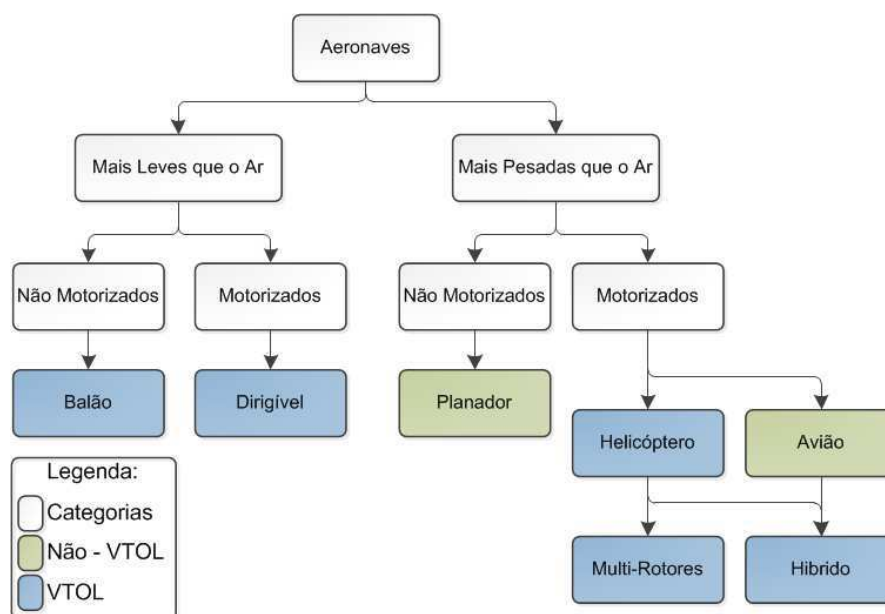 Aeronaves
Mais Leves que o Ar
Mais Pesadas que o Ar
Não Motorizados
Motorizados
Não Motorizados
Motorizados
Balão
Dirigível
Planador
Helicóptero
Avião
Multi-Rotores
Hibrido
Legenda:
Categorias
Não - VTOL
VTOL